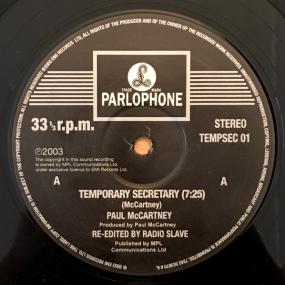 TRADE MARK
PARLOPHONE
33 ⅓ r.p.m.
STEREO
TEMPSEC 01
℗2003
The copyright in this sound recording
is owned by MPL Communications Ltd
under exclusive licence to EMI Records Ltd.
A
A
TEMPORARY SECRETARY (7:25)
(McCartney)
PAUL McCARTNEY
Produced by Paul McCartney
RE-EDITED BY RADIO SLAVE
Published by MPL
Communications Ltd